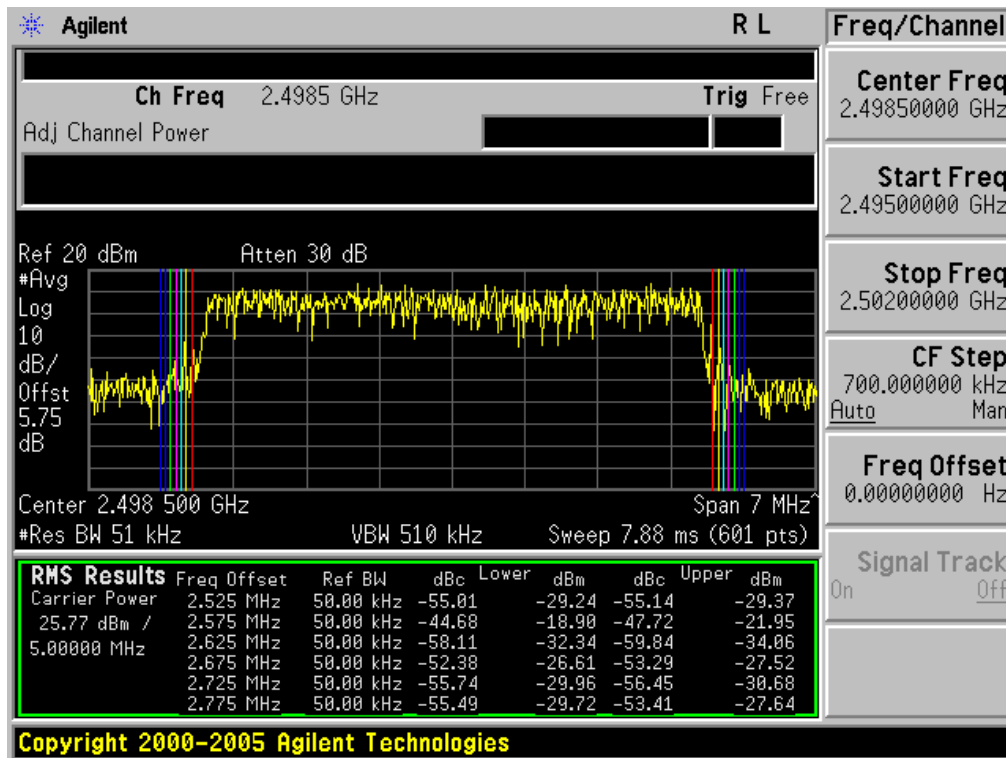 Agilent R L Freq/Channel
Ch Freq 2.4985 GHz Trig Free
Adj Channel Power
Center Freq
2.49850000 GHz
Start Freq
2.49500000 GHz
Stop Freq
2.50200000 GHz
CF Step
700.000000 kHz
Auto Man
Freq Offset
0.00000000 Hz
Signal Track
On Off
Ref 20 dBm Atten 30 dB
#Avg
Log
10
dB/
Offst
5.75
dB
Center 2.498 500 GHz Span 7 MHz^
#Res BW 51 kHz VBW 510 kHz Sweep 7.88 ms (601 pts)
RMS Results Freq Offset Ref BW dBc Lower dBm dBc Upper dBm
Carrier Power 2.525 MHz 50.00 kHz -55.01 -29.24 -55.14 -29.37
25.77 dBm / 2.575 MHz 50.00 kHz -44.68 -18.90 -47.72 -21.95
5.00000 MHz 2.625 MHz 50.00 kHz -58.11 -32.34 -59.84 -34.06
2.675 MHz 50.00 kHz -52.38 -26.61 -53.29 -27.52
2.725 MHz 50.00 kHz -55.74 -29.96 -56.45 -30.68
2.775 MHz 50.00 kHz -55.49 -29.72 -53.41 -27.64
Copyright 2000-2005 Agilent Technologies